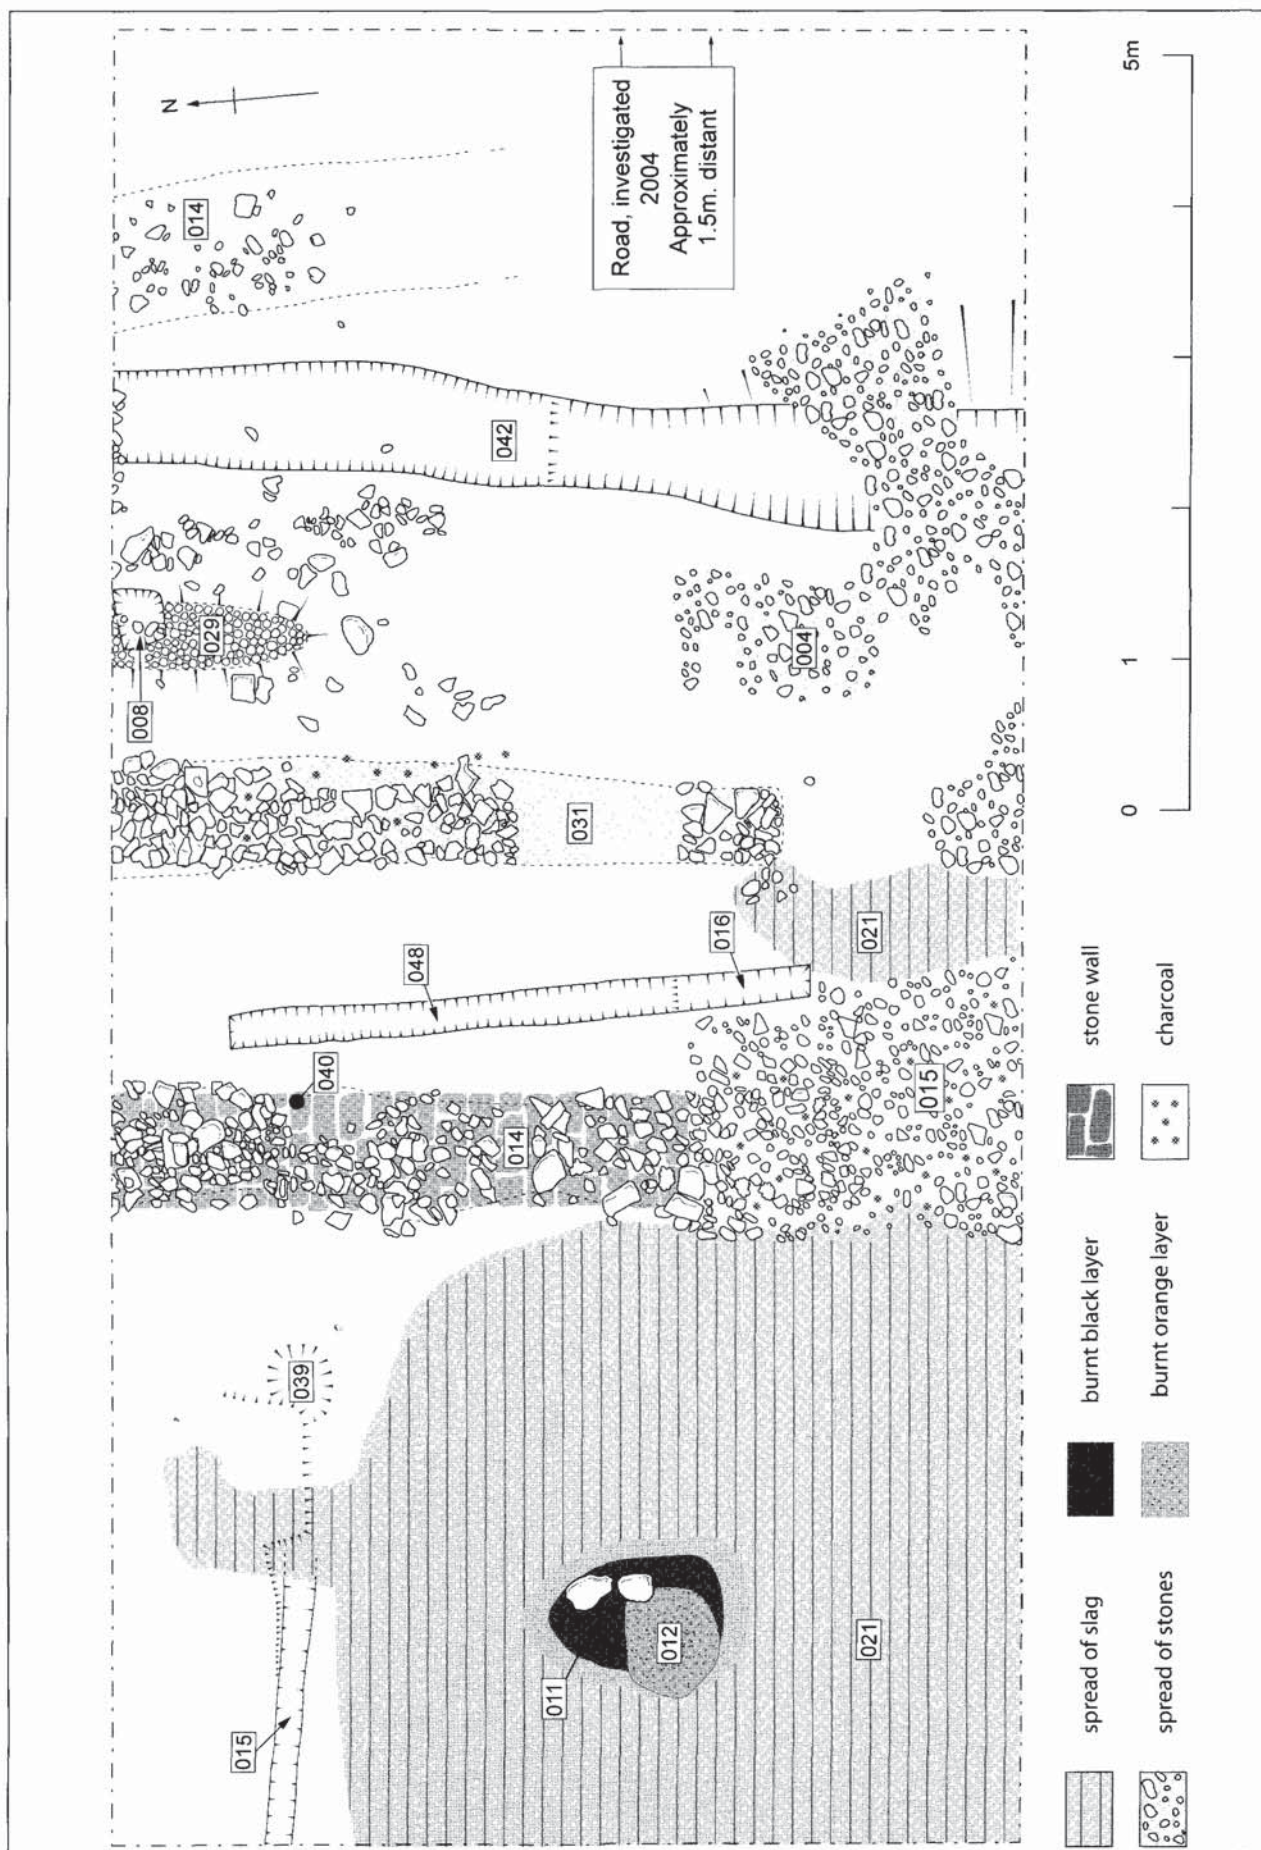 N
014
Road, investigated
2004
Approximately
1.5m. distant
042
029
008
004
031
021
016
048
040
014
015
039
015
011
012
021
5m
1
0
spread of slag
burnt black layer
stone wall
spread of stones
burnt orange layer
charcoal